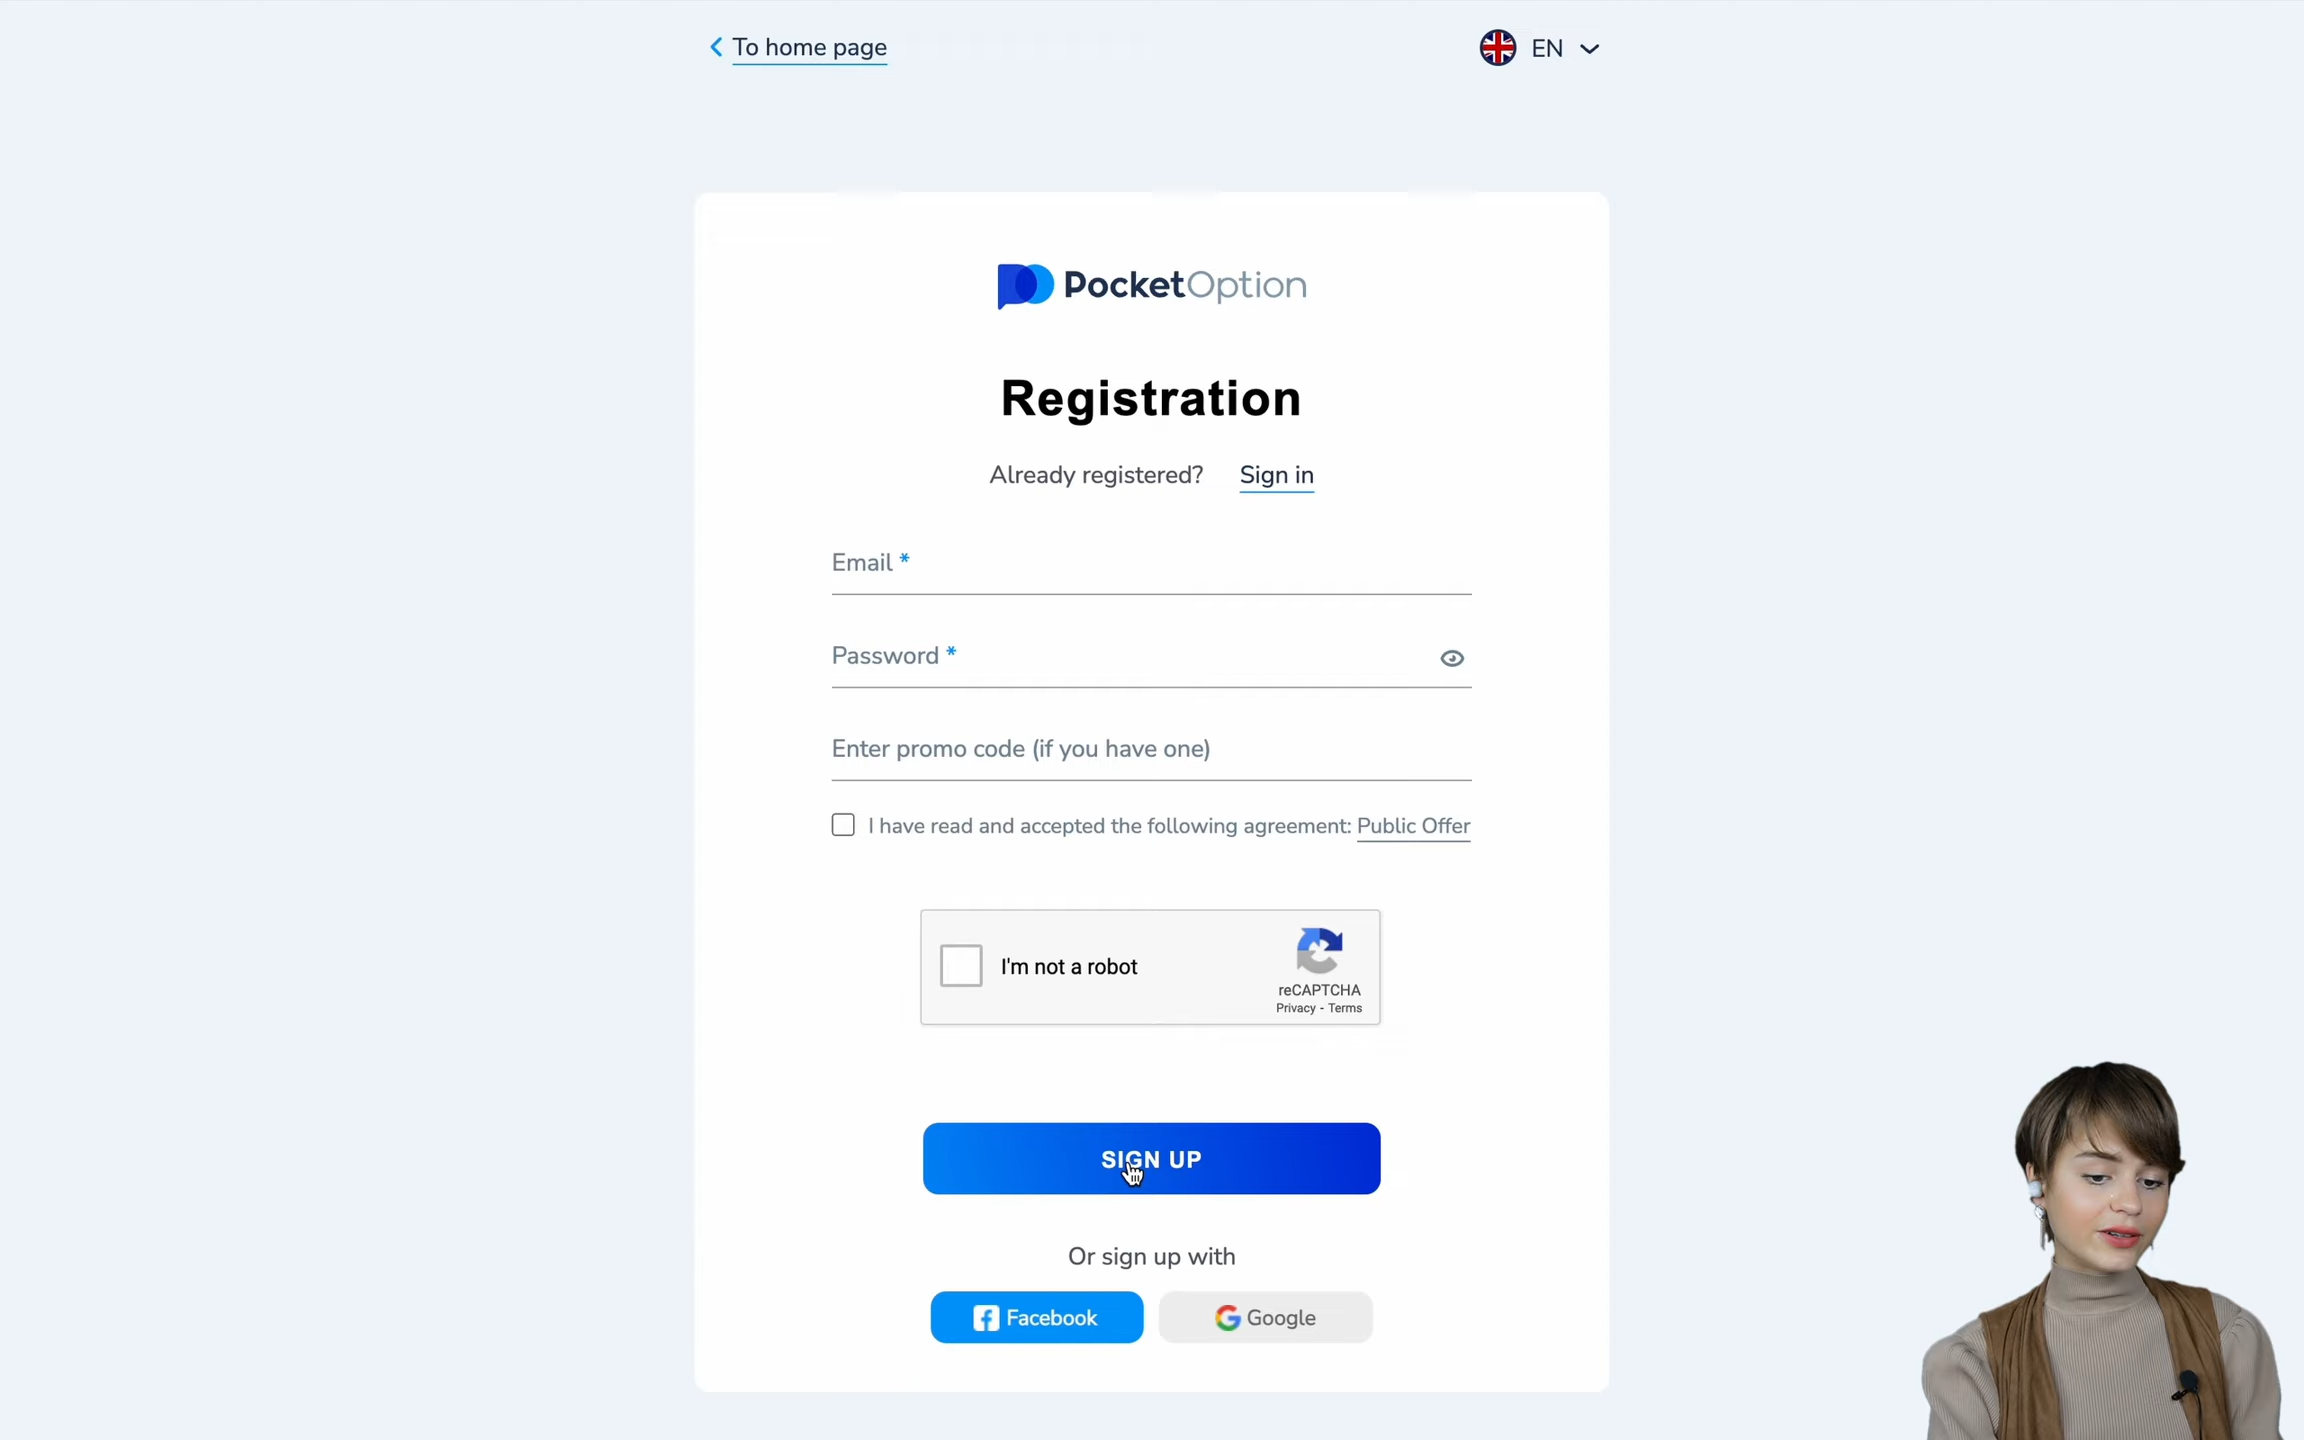 To home page
EN
PocketOption
Registration
Already registered? Sign in
Email *
Password *
Enter promo code (if you have one)
I have read and accepted the following agreement: Public Offer
I'm not a robot
reCAPTCHA
Privacy - Terms
SIGN UP
Or sign up with
Facebook
Google